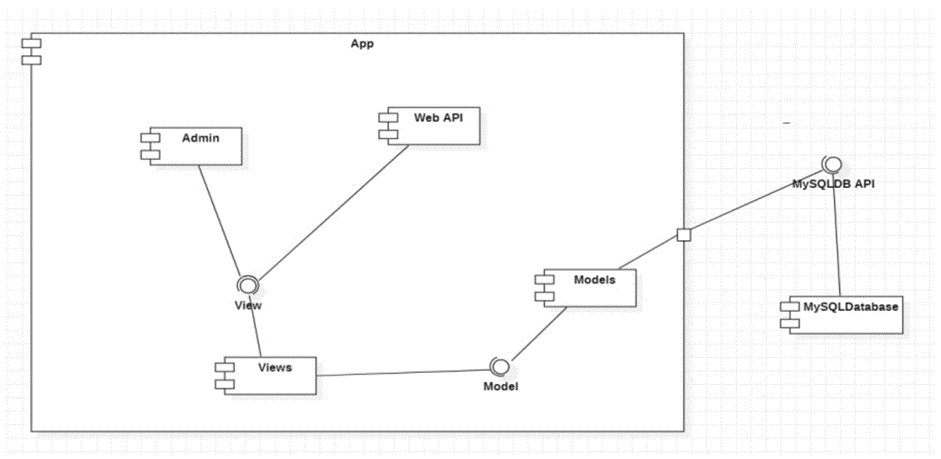 App
Admin
Web API
MySQLDB API
View
Models
MySQLDatabase
Views
Model